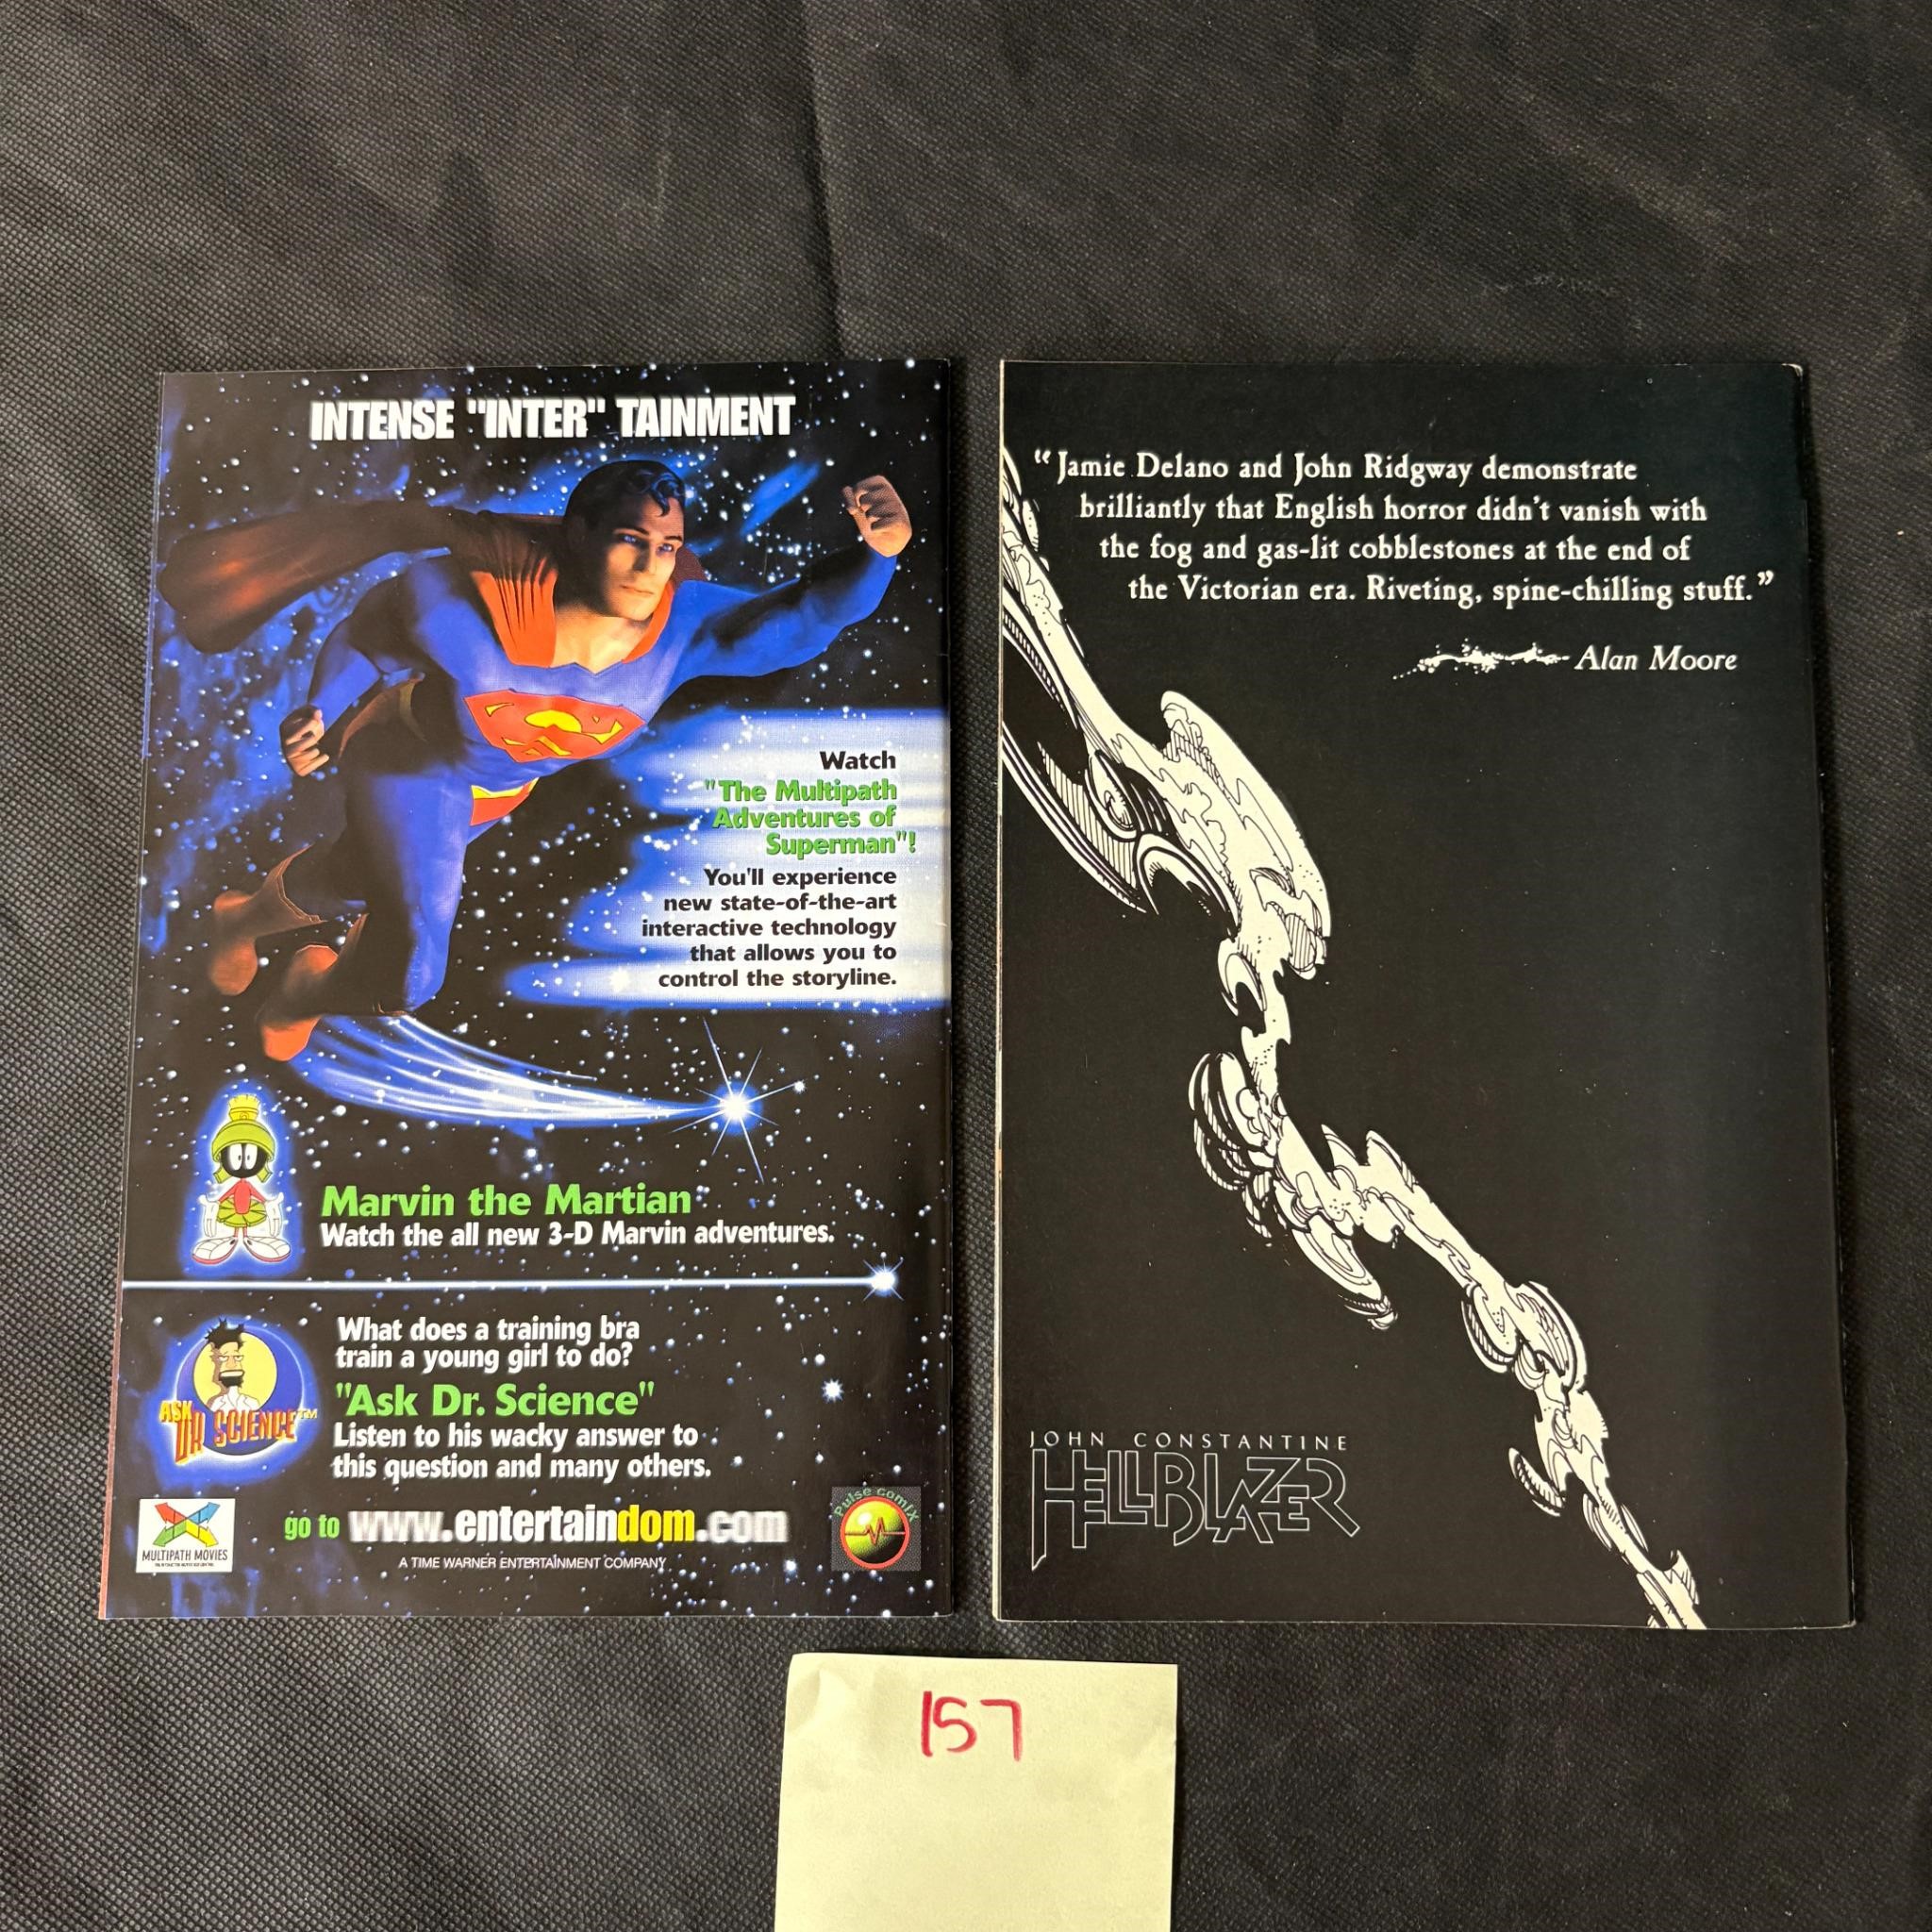 INTENSE "INTER" TAINMENT
Watch
"The Multipath
Adventures of
Superman"!
You'll experience
new state-of-the-art
interactive technology
that allows you to
control the storyline.
Marvin the Martian
Watch the all new 3-D Marvin adventures.
What does a training bra
train a young girl to do?
"Ask Dr. Science"
Listen to his wacky answer to
this question and many others.
ASK
DR SCIENCE™
MULTIPATH MOVIES
go to www.entertaindom.com
A TIME WARNER ENTERTAINMENT COMPANY
Pulse comix
“Jamie Delano and John Ridgway demonstrate
brilliantly that English horror didn't vanish with
the fog and gas-lit cobblestones at the end of
the Victorian era. Riveting, spine-chilling stuff.”
Alan Moore
JOHN CONSTANTINE
HELLBLAZER
157